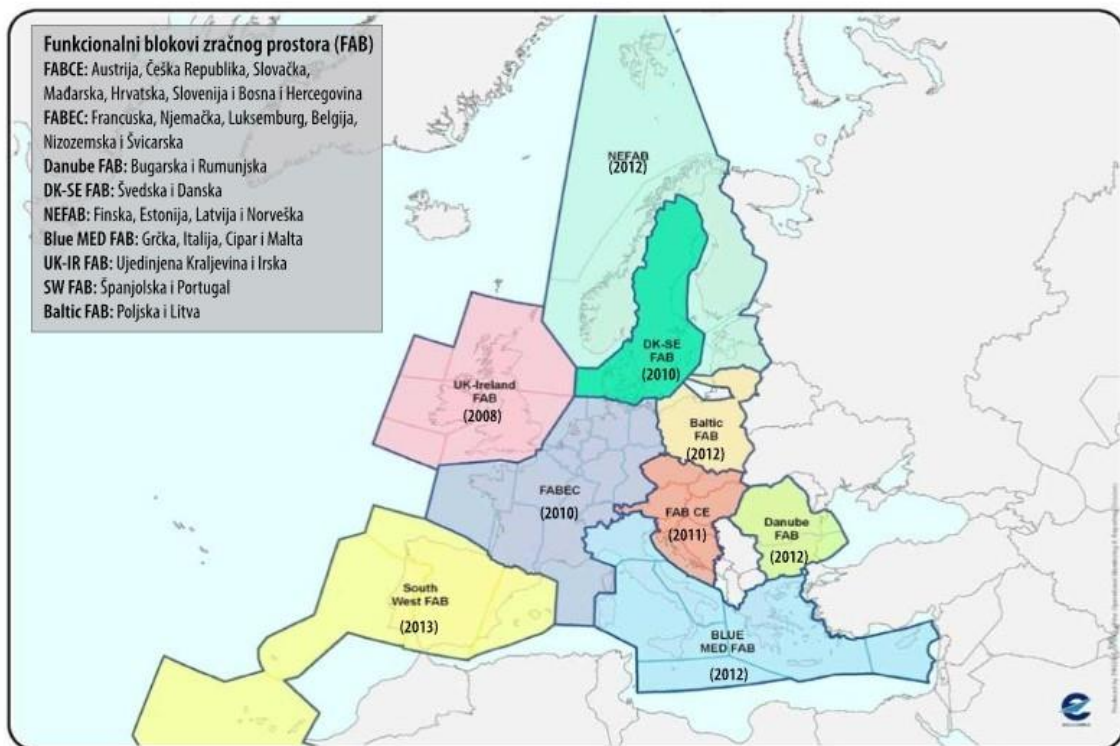 Funkcionalni blokovi zračnog prostora (FAB)
FABCE: Austrija, Češka Republika, Slovačka,
Mađarska, Hrvatska, Slovenija i Bosna i Hercegovina
FABEC: Francuska, Njemačka, Luksemburg, Belgija,
Nizozemska i Švicarska
Danube FAB: Bugarska i Rumunjska
DK-SE FAB: Švedska i Danska
NEFAB: Finska, Estonija, Latvija i Norveška
Blue MED FAB: Grčka, Italija, Cipar i Malta
UK-IR FAB: Ujedinjena Kraljevina i Irska
SW FAB: Španjolska i Portugal
Baltic FAB: Poljska i Litva
NEFAB
(2012)
DK-SE
FAB
(2010)
UK-Ireland
FAB
(2008)
Baltic
FAB
(2012)
FABEC
(2010)
FAB CE
(2011)
Danube
FAB
(2012)
South
West FAB
(2013)
BLUE
MED FAB
(2012)